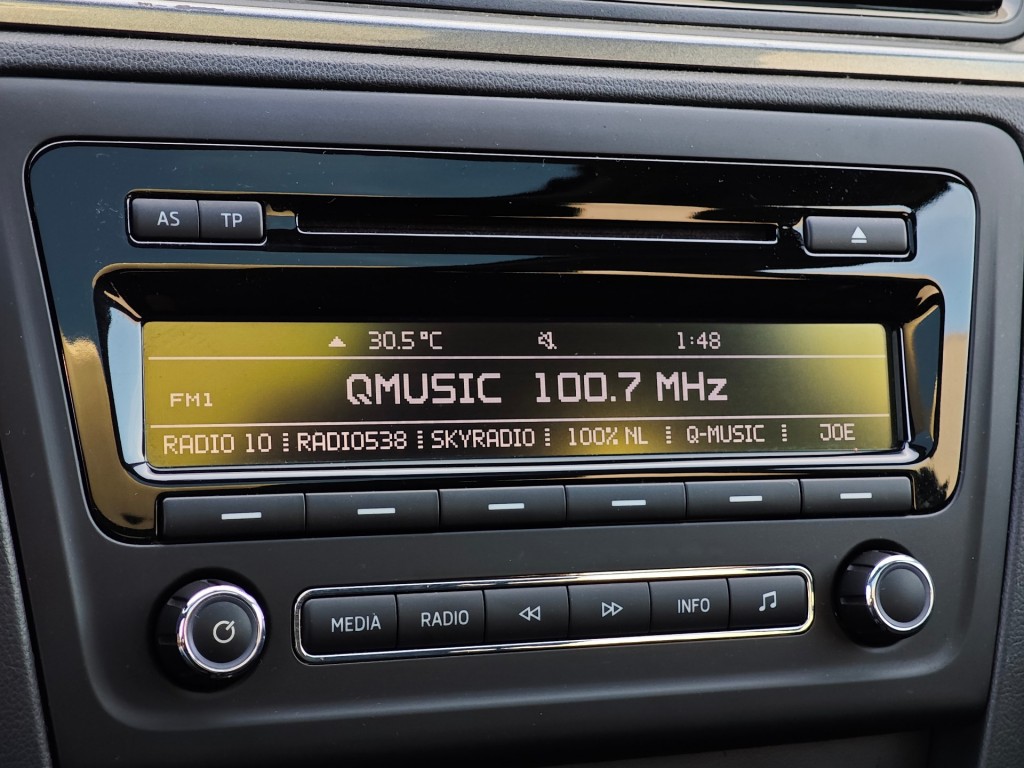 AS TP
30.5°C 1:48
QMUSIC 100.7 MHz
FM1
RADIO 10 RADIO538 SKYRADIO 100% NL Q-MUSIC JOE
MEDIA RADIO INFO